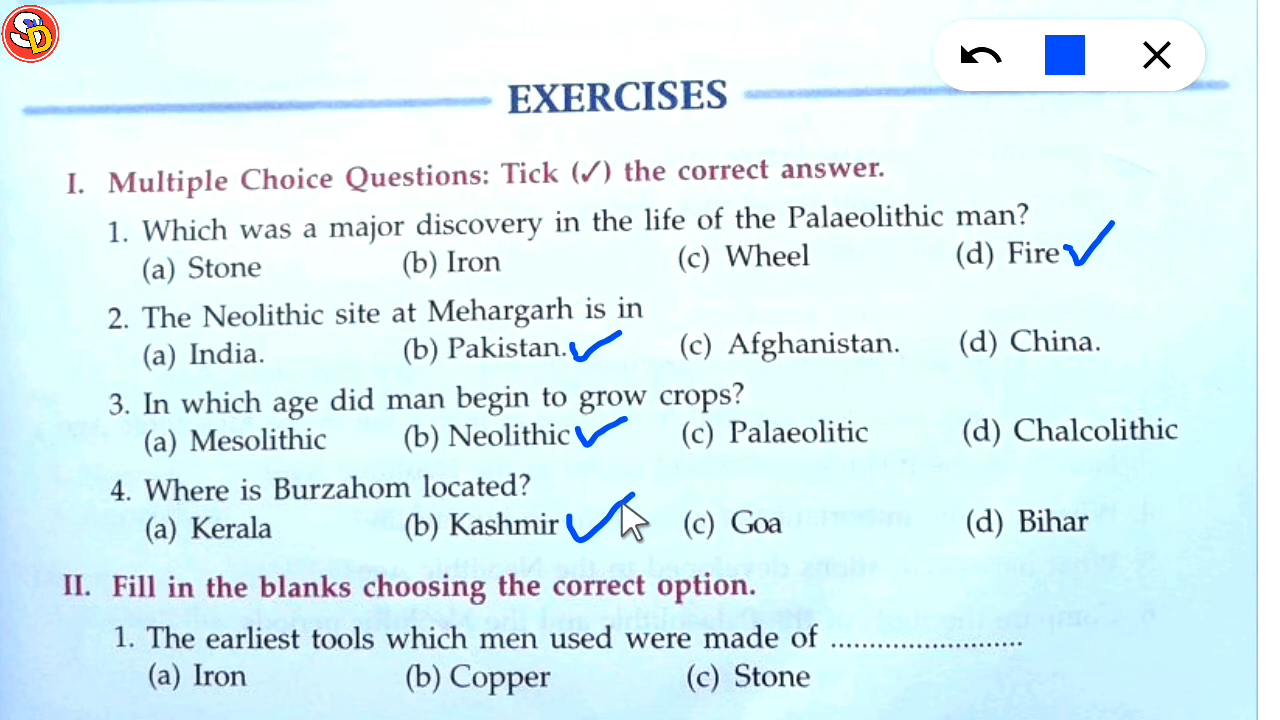 SD
EXERCISES
I. Multiple Choice Questions: Tick (✓) the correct answer.
1. Which was a major discovery in the life of the Palaeolithic man?
(a) Stone (b) Iron (c) Wheel (d) Fire ✓
2. The Neolithic site at Mehargarh is in
(a) India. (b) Pakistan. ✓ (c) Afghanistan. (d) China.
3. In which age did man begin to grow crops?
(a) Mesolithic (b) Neolithic ✓ (c) Palaeolitic (d) Chalcolithic
4. Where is Burzahom located?
(a) Kerala (b) Kashmir ✓ (c) Goa (d) Bihar
II. Fill in the blanks choosing the correct option.
1. The earliest tools which men used were made of ........................
(a) Iron (b) Copper (c) Stone